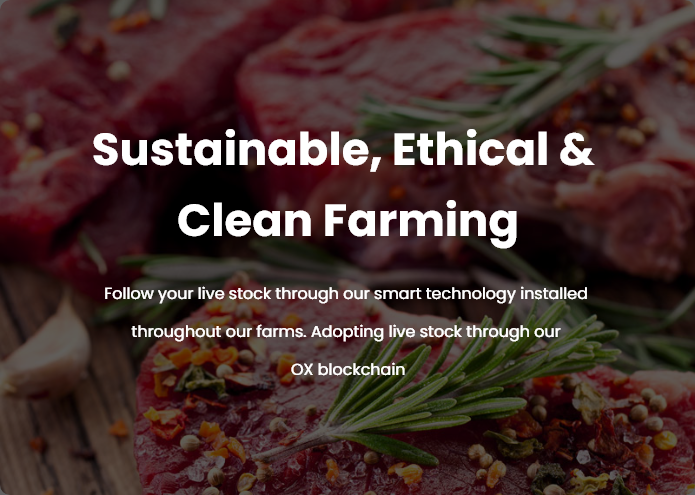 Sustainable, Ethical &
Clean Farming
Follow your live stock through our smart technology installed
throughout our farms. Adopting live stock through our
OX blockchain